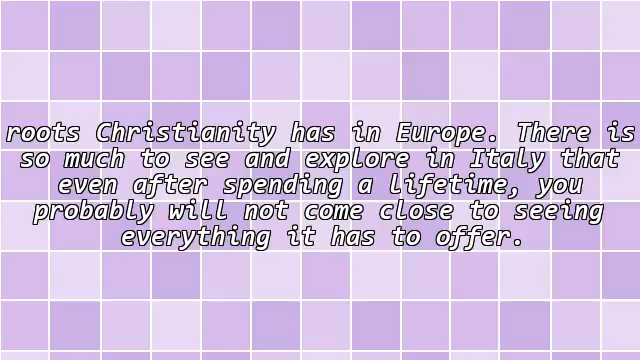 roots Christianity has in Europe. There is
so much to see and explore in Italy that
even after spending a lifetime, you
probably will not come close to seeing
everything it has to offer.